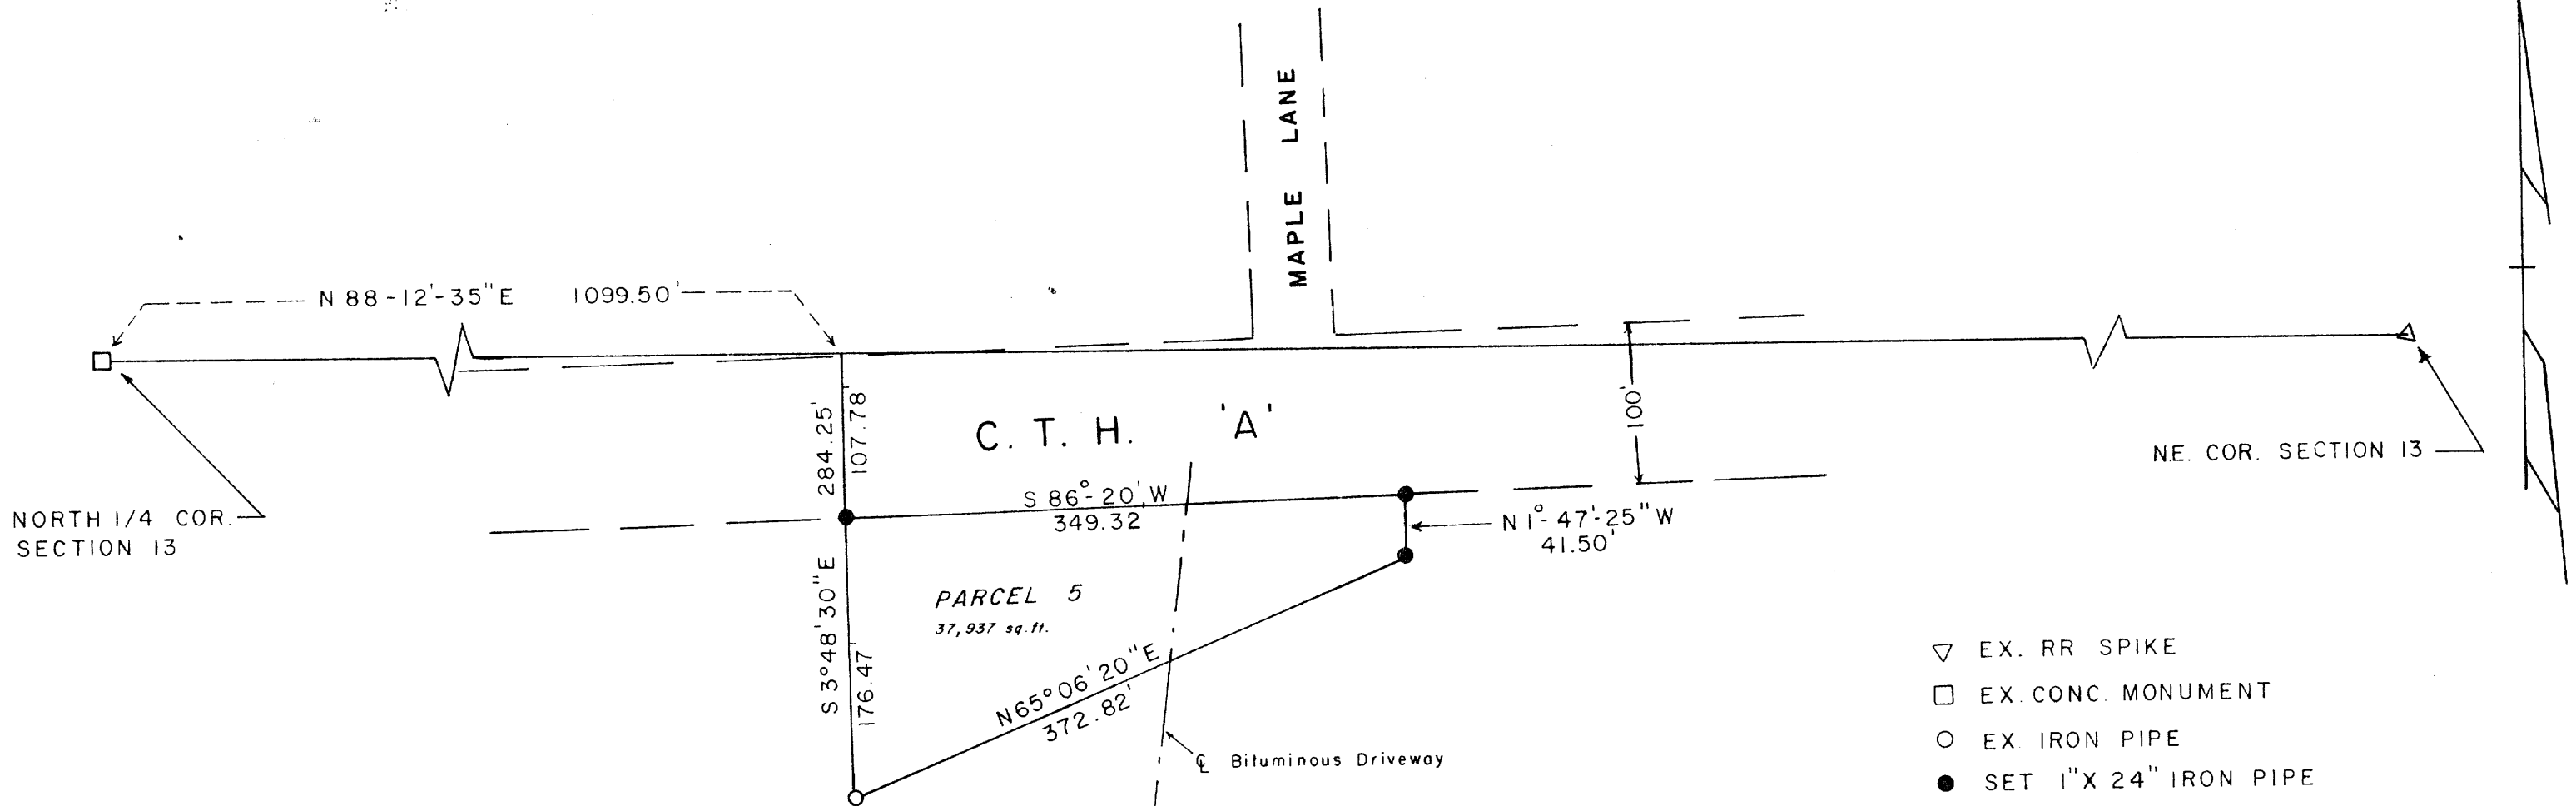 MAPLE LANE
N 88-12'-35"E 1099.50'
284.25'
107.78'
C. T. H. 'A'
100'
N.E. COR. SECTION 13
NORTH 1/4 COR.
SECTION 13
S 86°-20' W
349.32'
N 1°-47'-25" W
41.50'
S 3°48'30"E
176.47'
PARCEL 5
37,937 sq.ft.
N65°06'20"E
372.82'
℄ Bituminous Driveway
EX. RR SPIKE
EX. CONC. MONUMENT
EX. IRON PIPE
SET 1"X 24" IRON PIPE